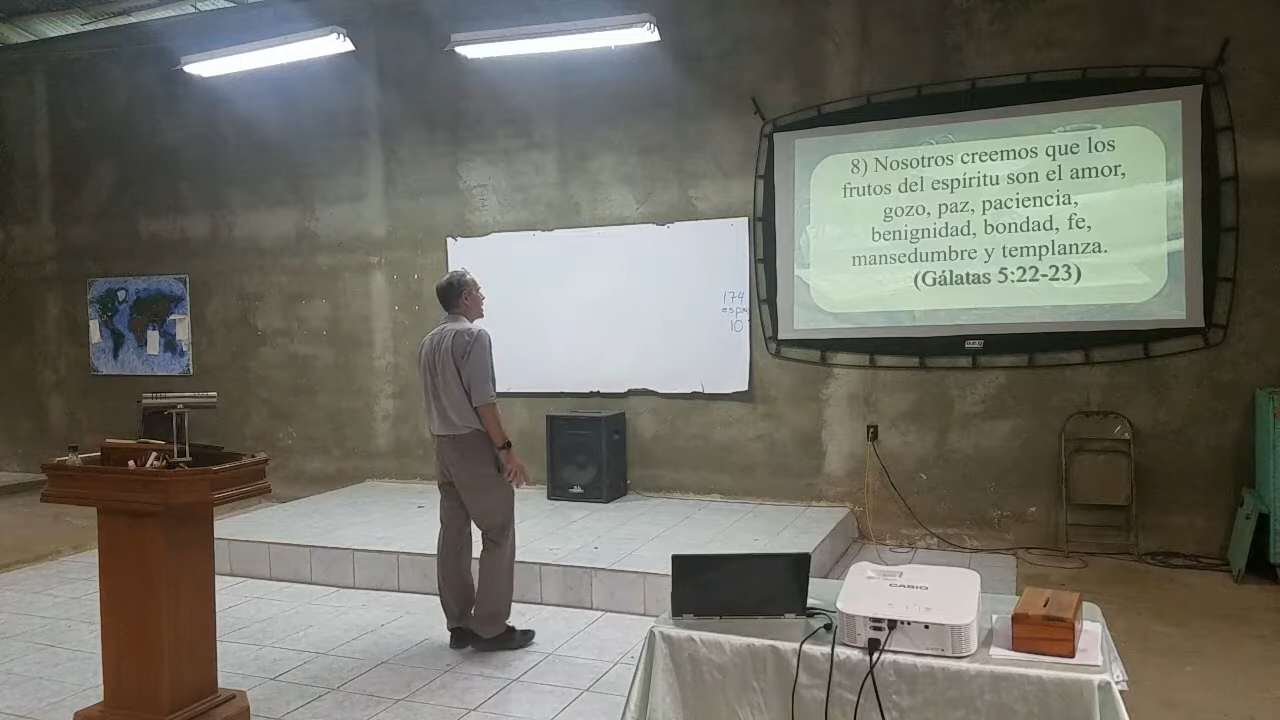 8) Nosotros creemos que los
frutos del espíritu son el amor,
gozo, paz, paciencia,
benignidad, bondad, fe,
mansedumbre y templanza.
(Gálatas 5:22-23)
174
esps
10
CASIO